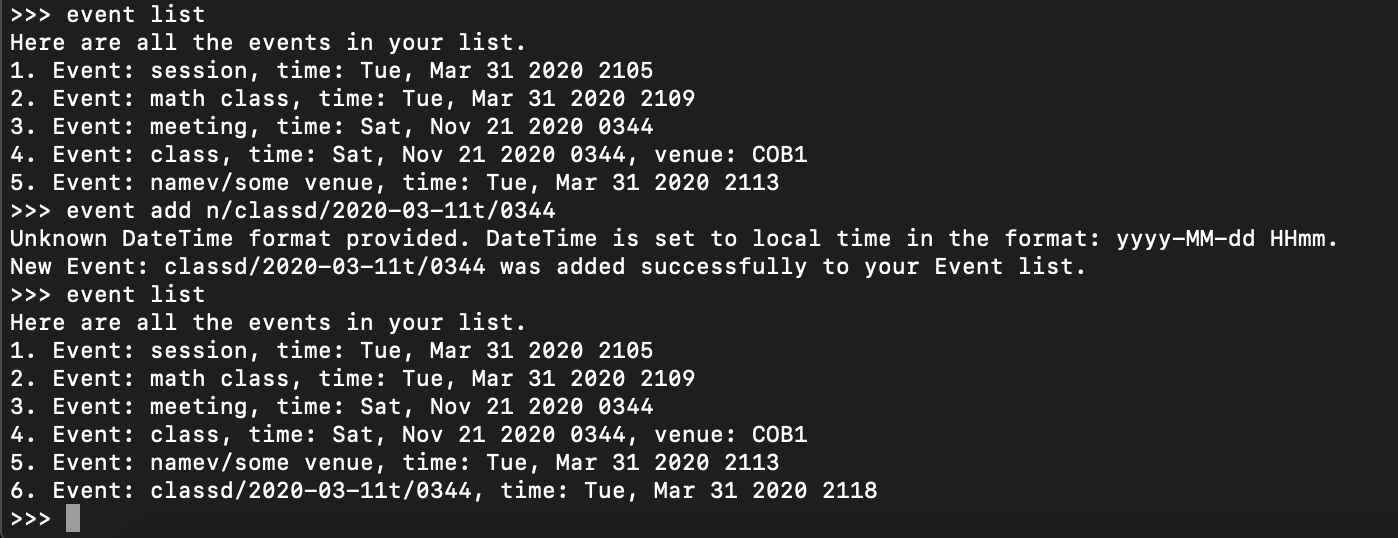 >>> event list
Here are all the events in your list.
1. Event: session, time: Tue, Mar 31 2020 2105
2. Event: math class, time: Tue, Mar 31 2020 2109
3. Event: meeting, time: Sat, Nov 21 2020 0344
4. Event: class, time: Sat, Nov 21 2020 0344, venue: COB1
5. Event: namev/some venue, time: Tue, Mar 31 2020 2113
>>> event add n/classd/2020-03-11t/0344
Unknown DateTime format provided. DateTime is set to local time in the format: yyyy-MM-dd HHmm.
New Event: classd/2020-03-11t/0344 was added successfully to your Event list.
>>> event list
Here are all the events in your list.
1. Event: session, time: Tue, Mar 31 2020 2105
2. Event: math class, time: Tue, Mar 31 2020 2109
3. Event: meeting, time: Sat, Nov 21 2020 0344
4. Event: class, time: Sat, Nov 21 2020 0344, venue: COB1
5. Event: namev/some venue, time: Tue, Mar 31 2020 2113
6. Event: classd/2020-03-11t/0344, time: Tue, Mar 31 2020 2118
>>>